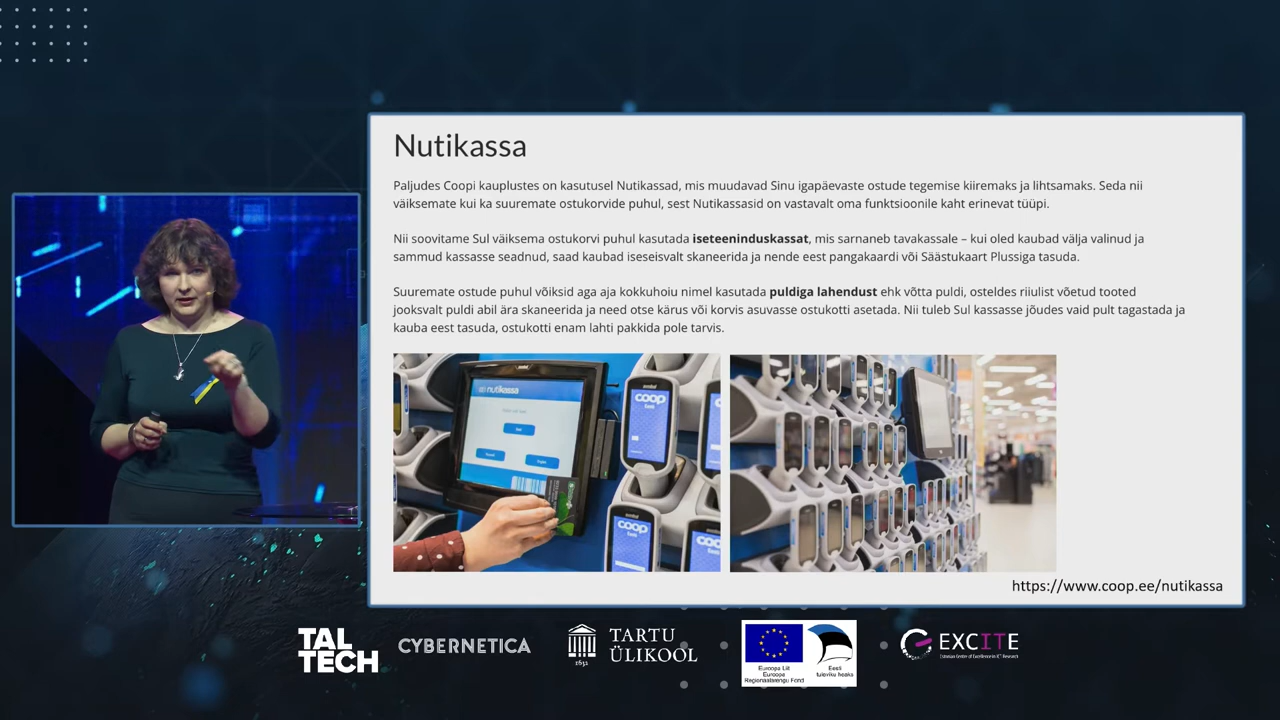 Nutikassa
Paljudes Coopi kauplustes on kasutusel Nutikassad, mis muudavad Sinu igapäevaste ostude tegemise kiiremaks ja lihtsamaks. Seda nii
väiksemate kui ka suuremate ostukorvide puhul, sest Nutikassasid on vastavalt oma funktsioonile kaht erinevat tüüpi.
Nii soovitame Sul väiksema ostukorvi puhul kasutada iseteeninduskassat, mis sarnaneb tavakassale – kui oled kaubad välja valinud ja
sammud kassasse seadnud, saad kaubad iseseisvalt skaneerida ja nende eest pangakaardi või Säästukaart Plussiga tasuda.
Suuremate ostude puhul võiksid aga aja kokkuhoiu nimel kasutada puldiga lahendust ehk võtta puldi, osteldes riiulist võetud tooted
jooksvalt puldi abil ära skaneerida ja need otse kärus või korvis asuvasse ostukotti asetada. Nii tuleb Sul kassasse jõudes vaid pult tagastada ja
kauba eest tasuda, ostukotti enam lahti pakkida pole tarvis.
nutikassa
coop
Eesti
coop
coop
https://www.coop.ee/nutikassa
TAL
TECH
CYBERNETICA
1632
TARTU
ÜLIKOOL
Euroopa Liit
Euroopa
Regionaalarengu Fond
Eesti
tuleviku heaks
EXCITE
Estonian Centre of Excellence in ICT Research